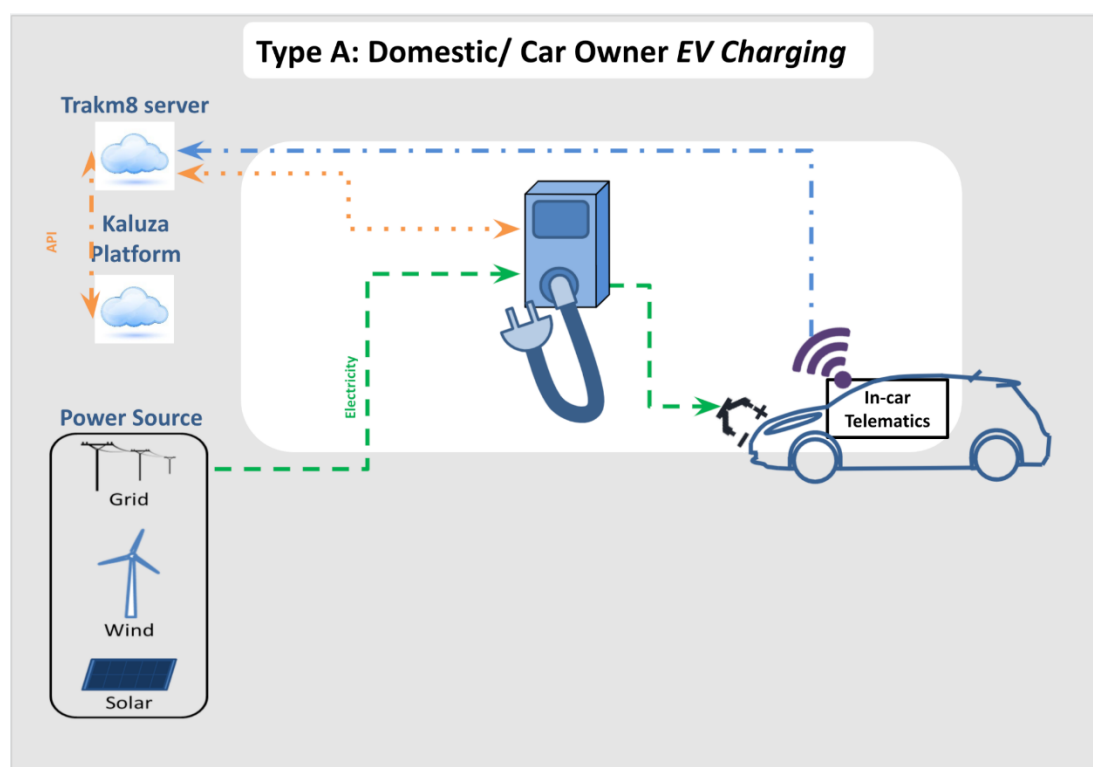 Type A: Domestic/ Car Owner EV Charging
Trakm8 server
API
Kaluza
Platform
Electricity
In-car
Telematics
Power Source
Grid
Wind
Solar